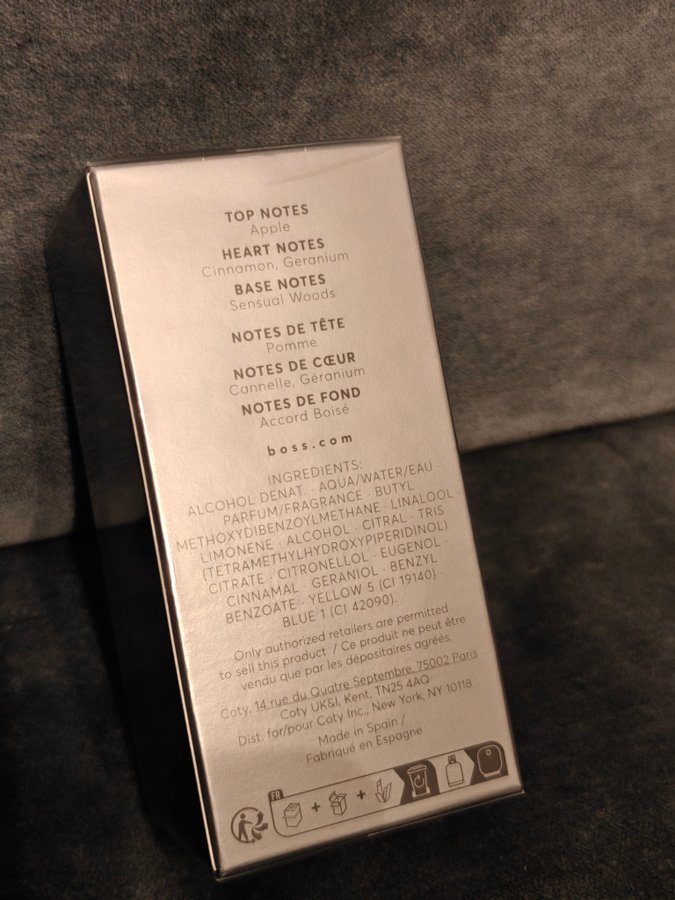 TOP NOTES
Apple
HEART NOTES
Cinnamon, Geranium
BASE NOTES
Sensual Woods
NOTES DE TÊTE
Pomme
NOTES DE CŒUR
Cannelle, Géranium
NOTES DE FOND
Accord Boisé
boss.com
INGREDIENTS:
ALCOHOL DENAT. · AQUA/WATER/EAU ·
PARFUM/FRAGRANCE · BUTYL
METHOXYDIBENZOYLMETHANE · LINALOOL ·
LIMONENE · ALCOHOL · CITRAL · TRIS
(TETRAMETHYLHYDROXYPIPERIDINOL)
CITRATE · CITRONELLOL · EUGENOL ·
CINNAMAL · GERANIOL · BENZYL
BENZOATE · YELLOW 5 (CI 19140) ·
BLUE 1 (CI 42090).
Only authorized retailers are permitted
to sell this product. / Ce produit ne peut être
vendu que par les dépositaires agréés.
Coty, 14 rue du Quatre Septembre, 75002 Paris
Coty UK&I, Kent, TN25 4AQ
Dist. for/pour Coty Inc., New York, NY 10118
Made in Spain /
Fabriqué en Espagne
FR